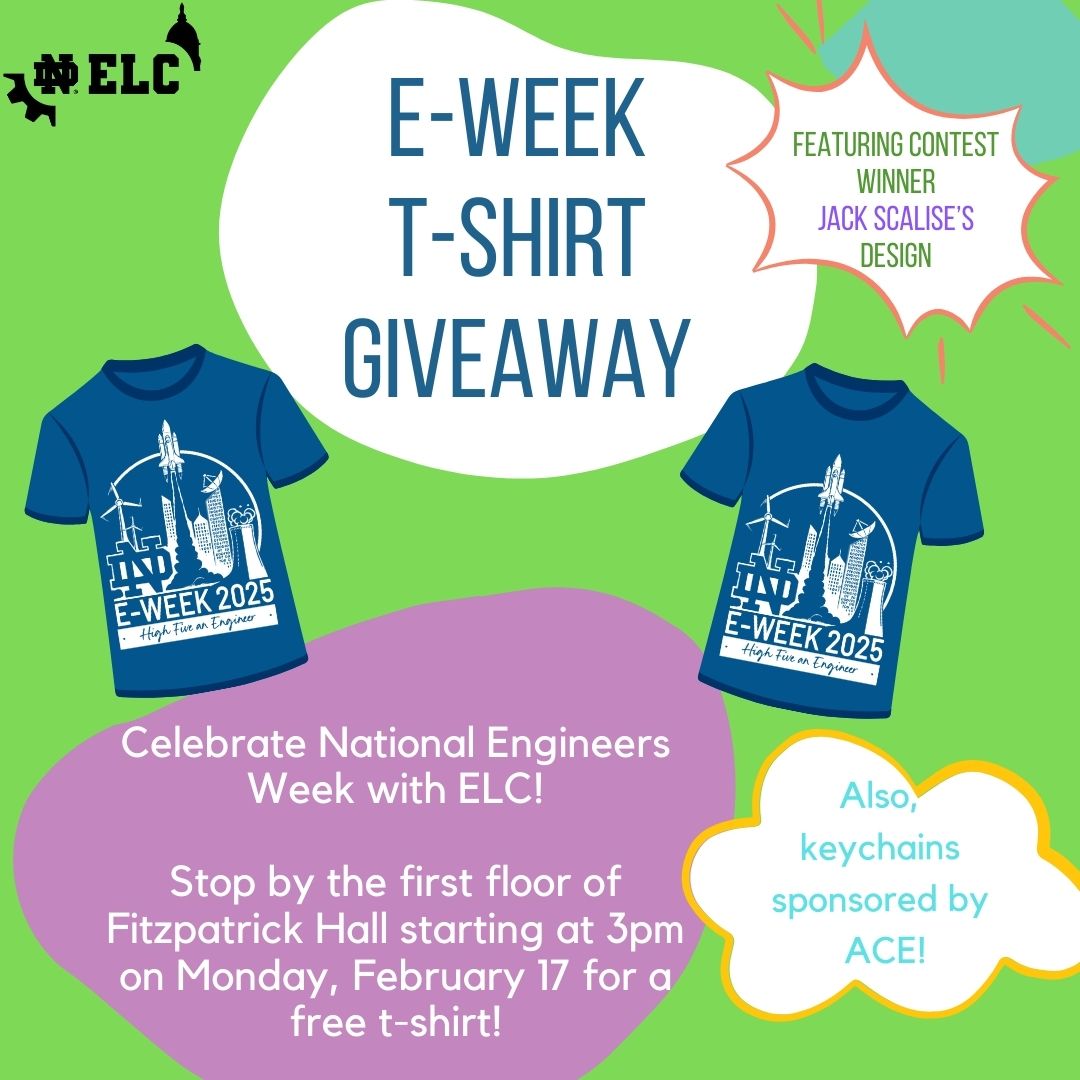 ND ELC
E-WEEK
T-SHIRT
GIVEAWAY
FEATURING CONTEST
WINNER
JACK SCALISE'S
DESIGN
ND
E-WEEK 2025
High Five an Engineer
ND
E-WEEK 2025
High Five an Engineer
Celebrate National Engineers
Week with ELC!
Stop by the first floor of
Fitzpatrick Hall starting at 3pm
on Monday, February 17 for a
free t-shirt!
Also,
keychains
sponsored by
ACE!